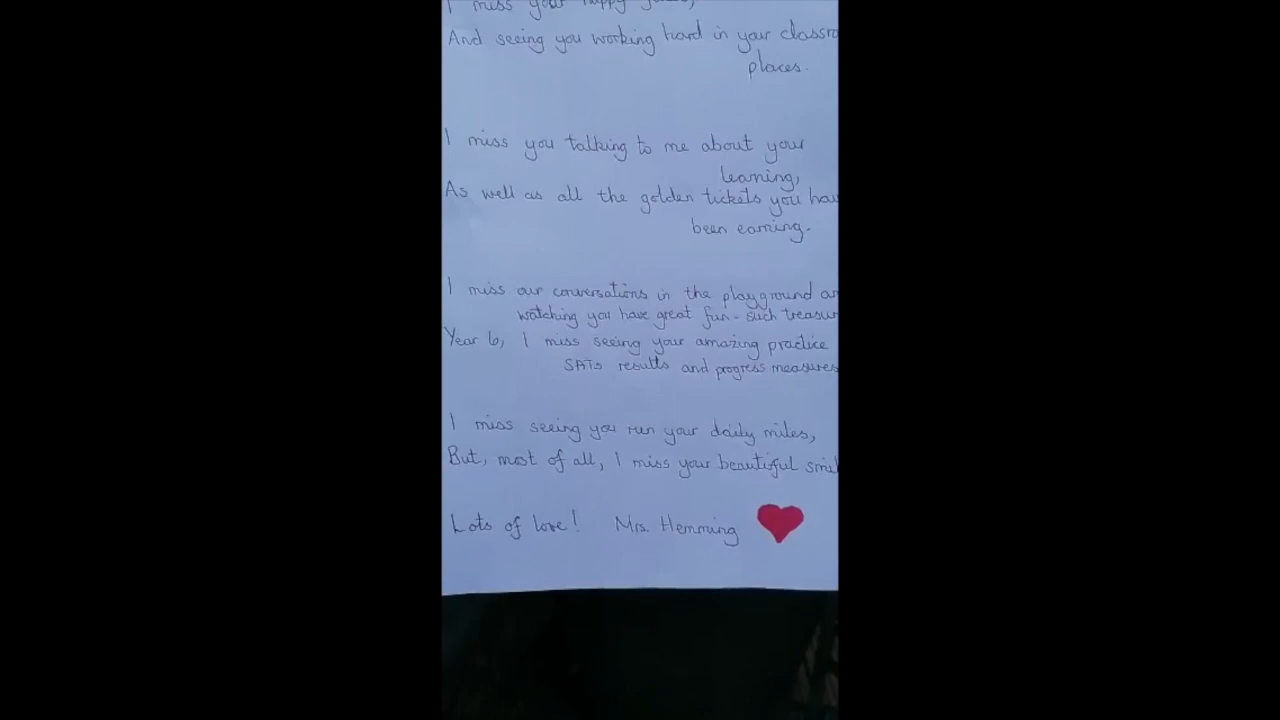 I miss your happy
And seeing you working hard in your classro
places.
I miss you talking to me about your
learning,
As well as all the golden tickets you hav
been earning.
I miss our conversations in the playground an
watching you have great fun - such treasur
Year 6, I miss seeing your amazing practice
SATs results and progress measures
I miss seeing you run your daily miles,
But, most of all, I miss your beautiful smil
Lots of love! Mrs. Hemming